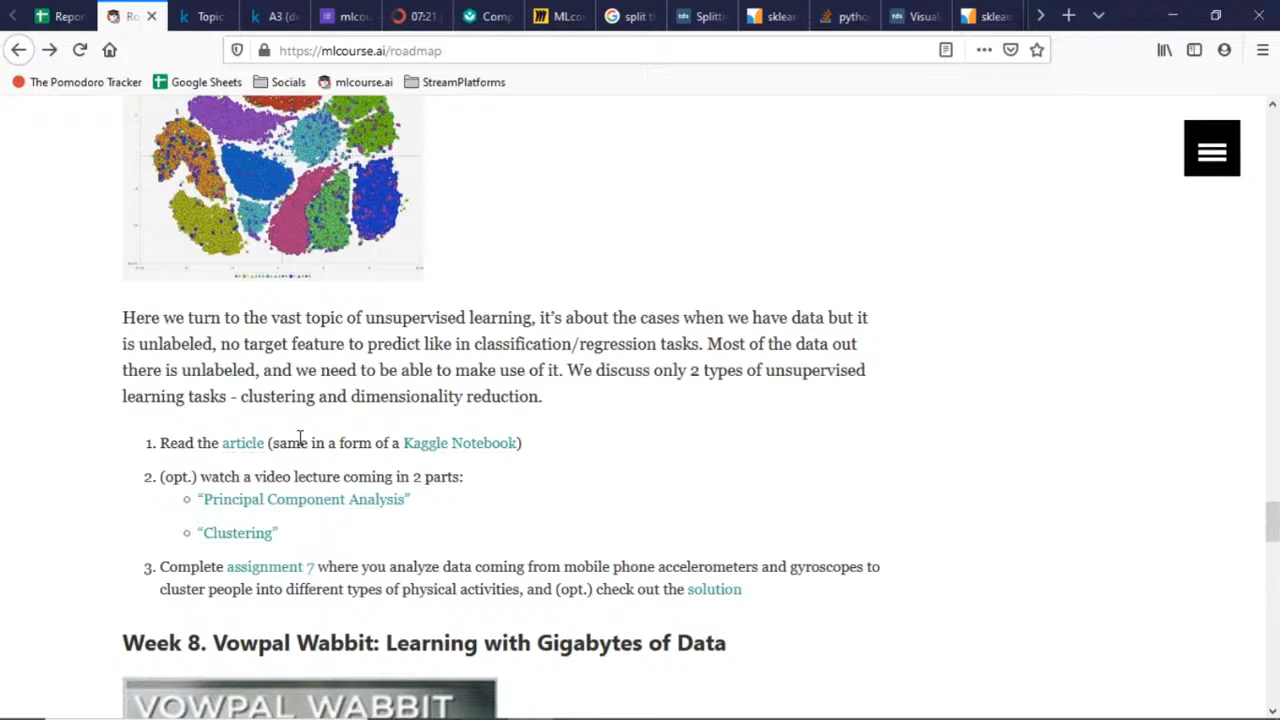 Repor
Ro
Topic
A3 (d
mlcou
07:21
Comp
MLco
split t
Splitti
sklear
pytho
Visual
sklear
https://mlcourse.ai/roadmap
The Pomodoro Tracker
Google Sheets
Socials
mlcourse.ai
StreamPlatforms
Here we turn to the vast topic of unsupervised learning, it's about the cases when we have data but it
is unlabeled, no target feature to predict like in classification/regression tasks. Most of the data out
there is unlabeled, and we need to be able to make use of it. We discuss only 2 types of unsupervised
learning tasks - clustering and dimensionality reduction.
1. Read the article (same in a form of a Kaggle Notebook)
2. (opt.) watch a video lecture coming in 2 parts:
“Principal Component Analysis”
“Clustering”
3. Complete assignment 7 where you analyze data coming from mobile phone accelerometers and gyroscopes to
cluster people into different types of physical activities, and (opt.) check out the solution
Week 8. Vowpal Wabbit: Learning with Gigabytes of Data
VOWPAL WABBIT